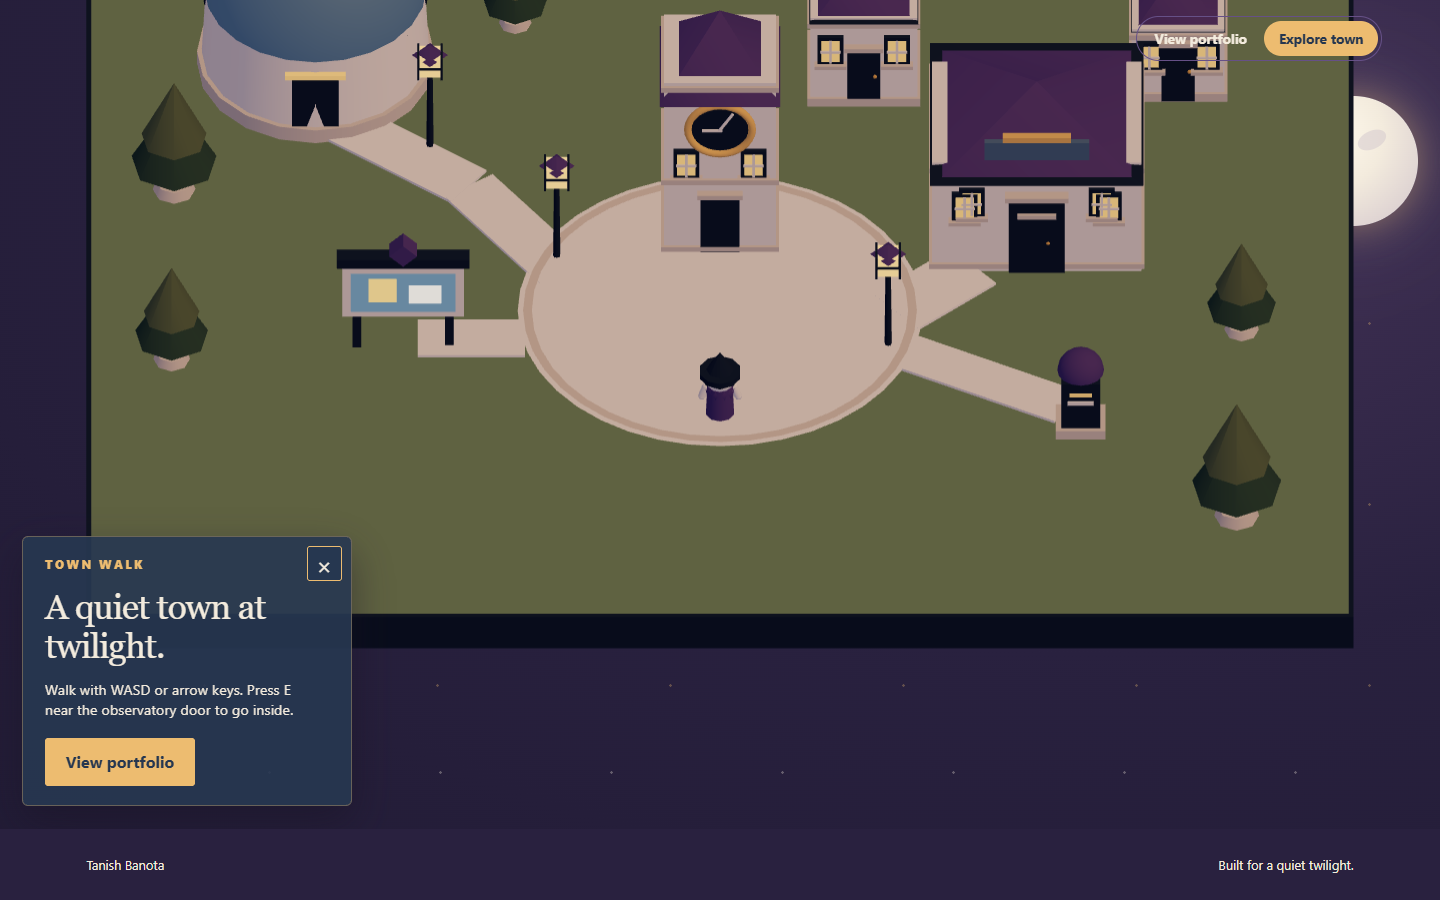 View portfolio
Explore town
TOWN WALK
×
A quiet town at
twilight.
Walk with WASD or arrow keys. Press E
near the observatory door to go inside.
View portfolio
Tanish Banota
Built for a quiet twilight.